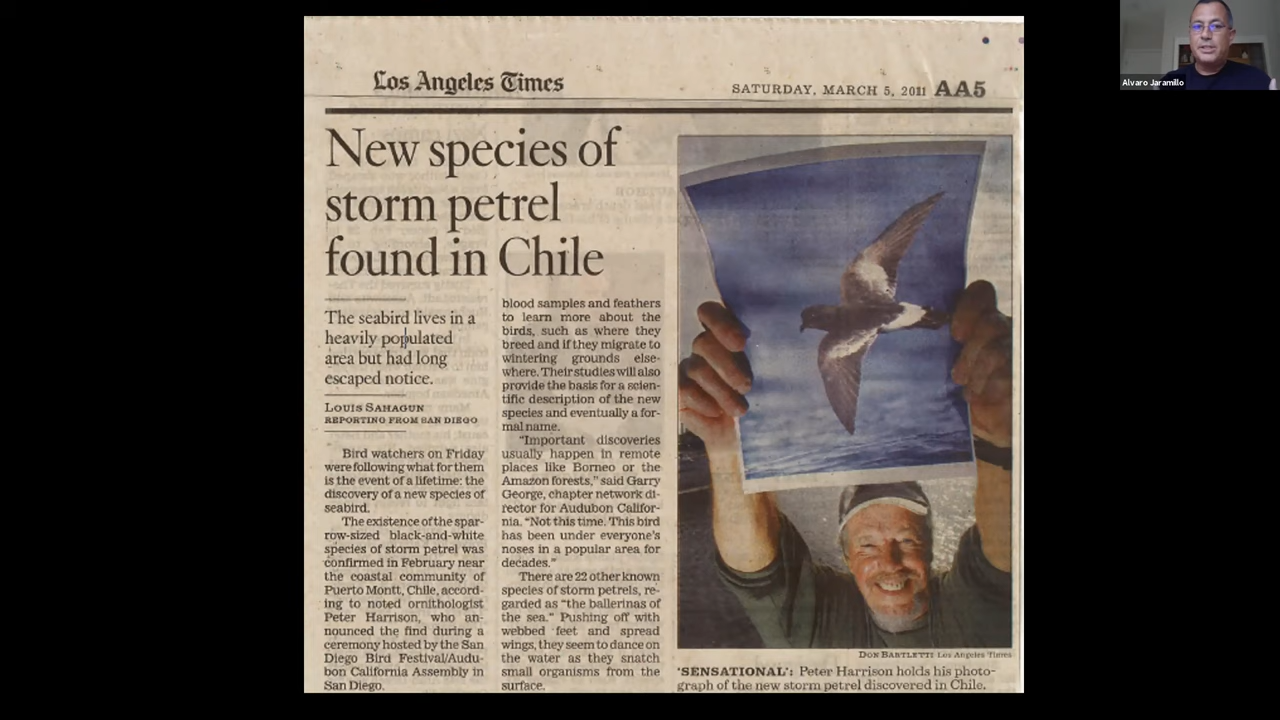 Los Angeles Times
SATURDAY, MARCH 5, 2011 AA5
New species of
storm petrel
found in Chile
The seabird lives in a
heavily populated
area but had long
escaped notice.
LOUIS SAHAGUN
REPORTING FROM SAN DIEGO
Bird watchers on Friday
were following what for them
is the event of a lifetime: the
discovery of a new species of
seabird.
The existence of the spar-
row-sized black-and-white
species of storm petrel was
confirmed in February near
the coastal community of
Puerto Montt, Chile, accord-
ing to noted ornithologist
Peter Harrison, who an-
nounced the find during a
ceremony hosted by the San
Diego Bird Festival/Audu-
bon California Assembly in
San Diego.
blood samples and feathers
to learn more about the
birds, such as where they
breed and if they migrate to
wintering grounds else-
where. Their studies will also
provide the basis for a scien-
tific description of the new
species and eventually a for-
mal name.
“Important discoveries
usually happen in remote
places like Borneo or the
Amazon forests,” said Garry
George, chapter network di-
rector for Audubon Califor-
nia. “Not this time. This bird
has been under everyone’s
noses in a popular area for
decades.”
There are 22 other known
species of storm petrels, re-
garded as “the ballerinas of
the sea.” Pushing off with
webbed feet and spread
wings, they seem to dance on
the water as they snatch
small organisms from the
surface.
DON BARTLETTI Los Angeles Times
‘SENSATIONAL’: Peter Harrison holds his photo-
graph of the new storm petrel discovered in Chile.
Alvaro Jaramillo